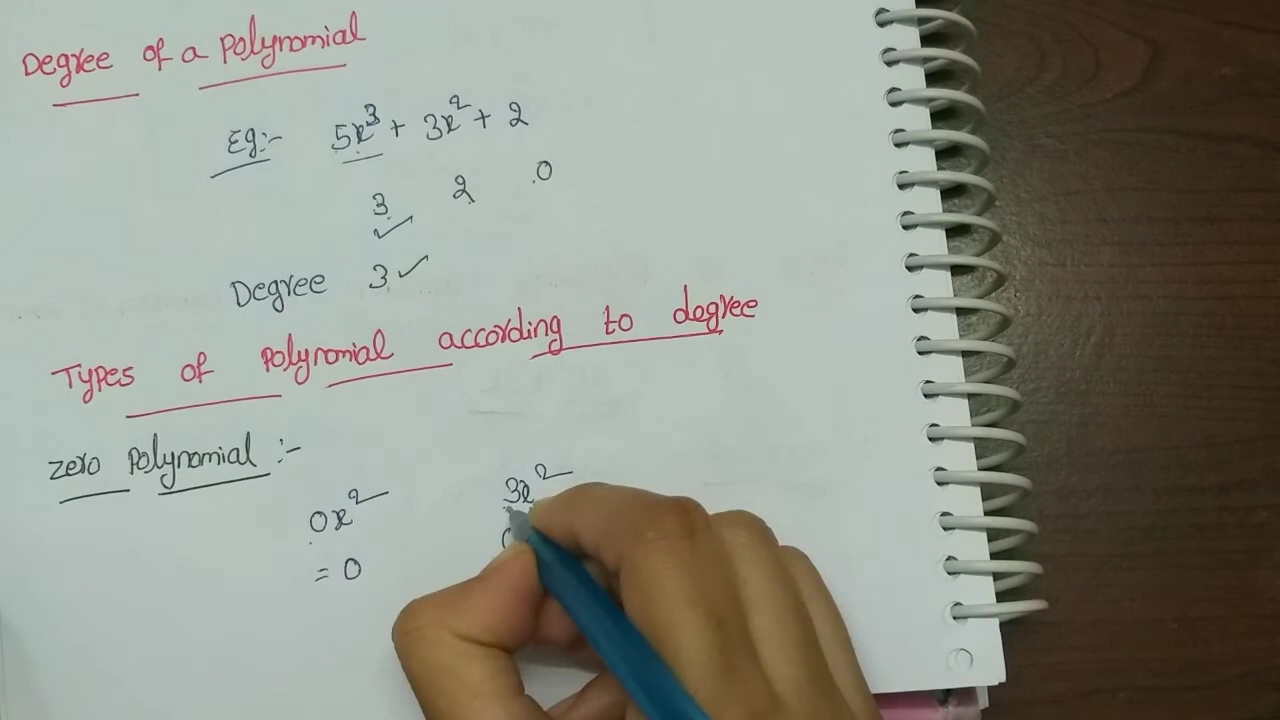 Degree of a Polynomial
Eg:- 5x³ + 3x² + 2
3 2 0
Degree 3 ✓
Types of Polynomial according to degree
Zero Polynomial :-
0x² 3x²
= 0